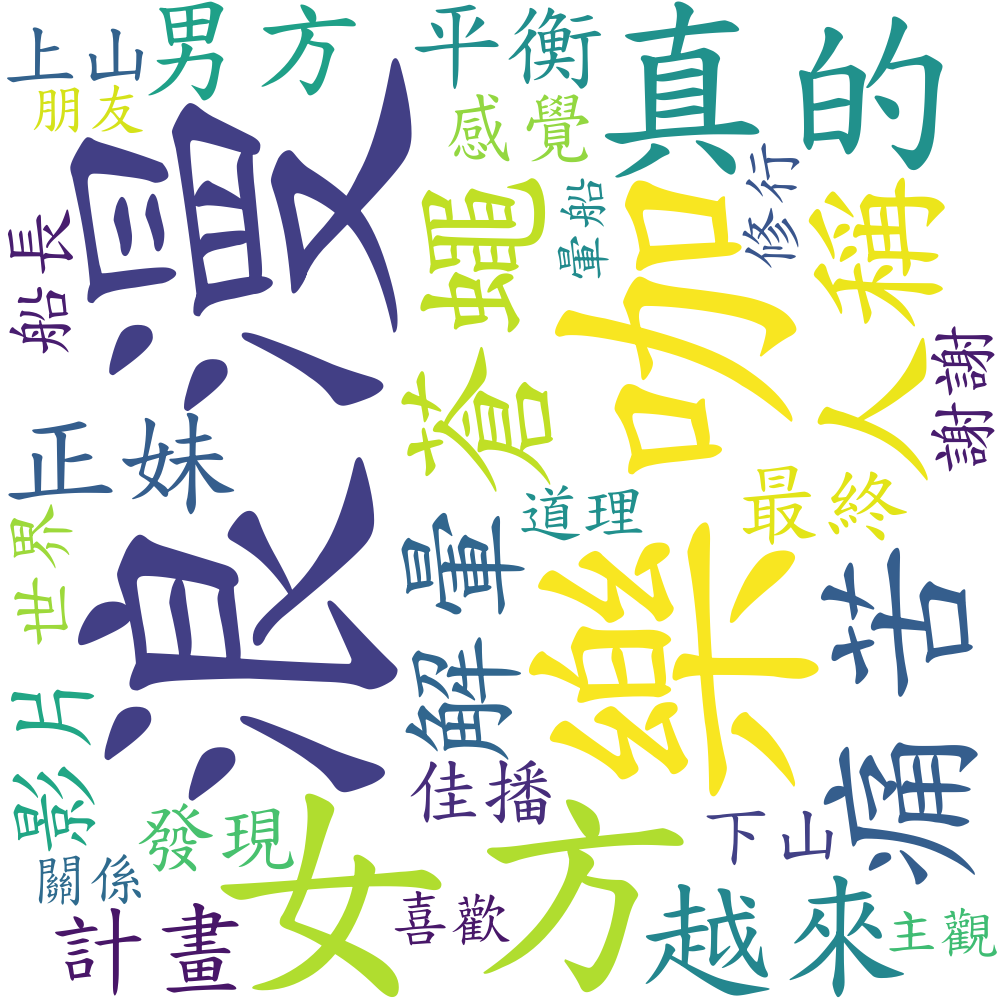 上山
男方
平衡
真的
朋友
感覺
浪漫
船長
蒼蠅
暈船
樂咖
修行
人稱
謝謝
正妹
世界
影片
解暈
道理
最終
痛苦
佳播
發現
女方
下山
關係
計畫
喜歡
越來
主觀